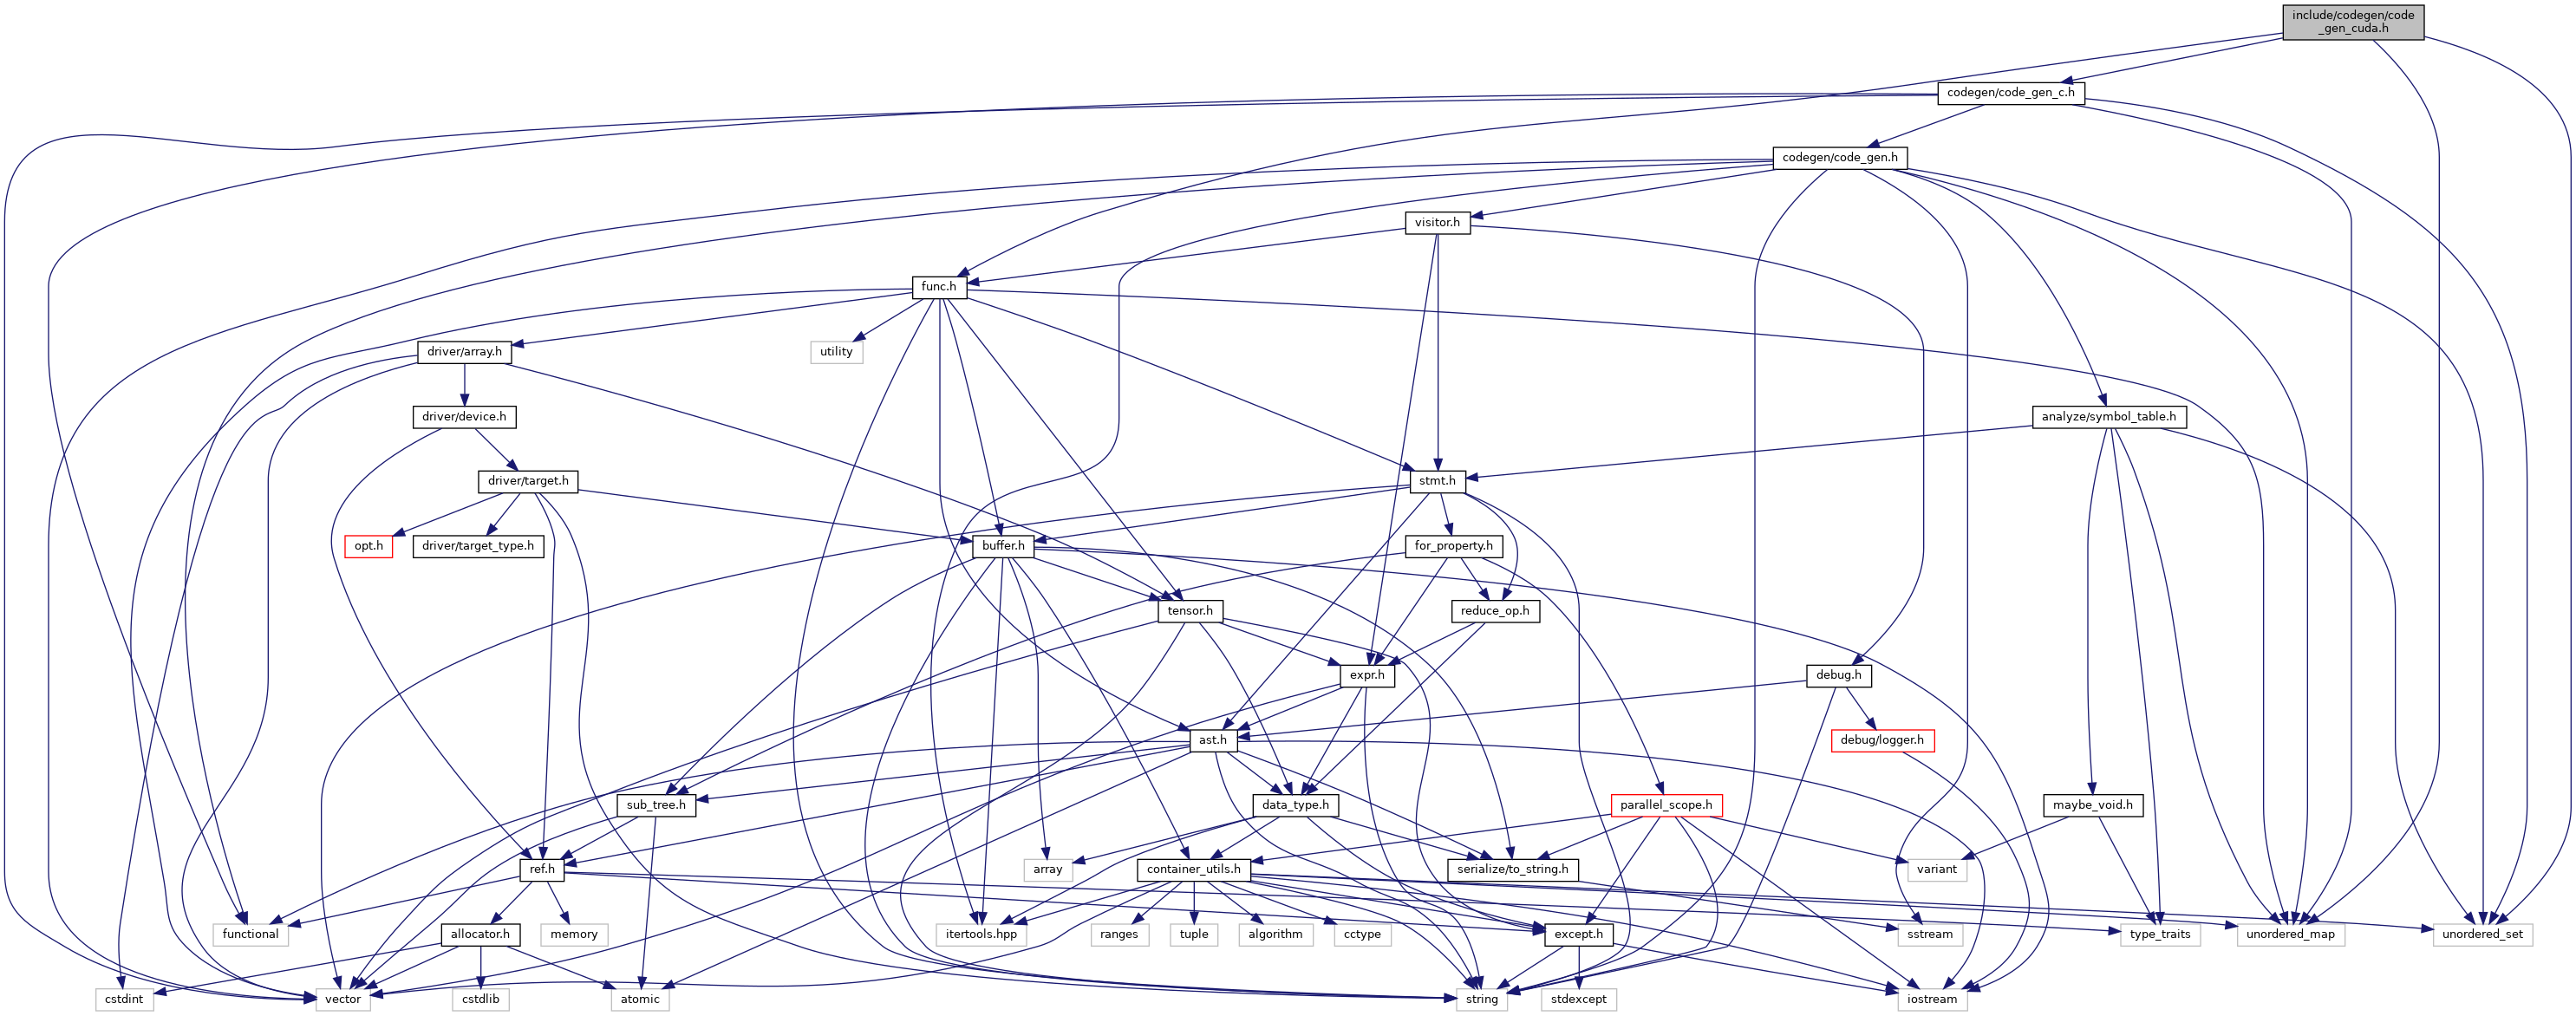 include/codegen/code
_gen_cuda.h
codegen/code_gen_c.h
codegen/code_gen.h
visitor.h
func.h
driver/array.h
utility
driver/device.h
analyze/symbol_table.h
driver/target.h
stmt.h
opt.h
driver/target_type.h
buffer.h
for_property.h
tensor.h
reduce_op.h
expr.h
debug.h
ast.h
debug/logger.h
sub_tree.h
data_type.h
parallel_scope.h
maybe_void.h
ref.h
array
container_utils.h
serialize/to_string.h
variant
functional
allocator.h
memory
itertools.hpp
ranges
tuple
algorithm
cctype
except.h
sstream
type_traits
unordered_map
unordered_set
cstdint
vector
cstdlib
atomic
string
stdexcept
iostream